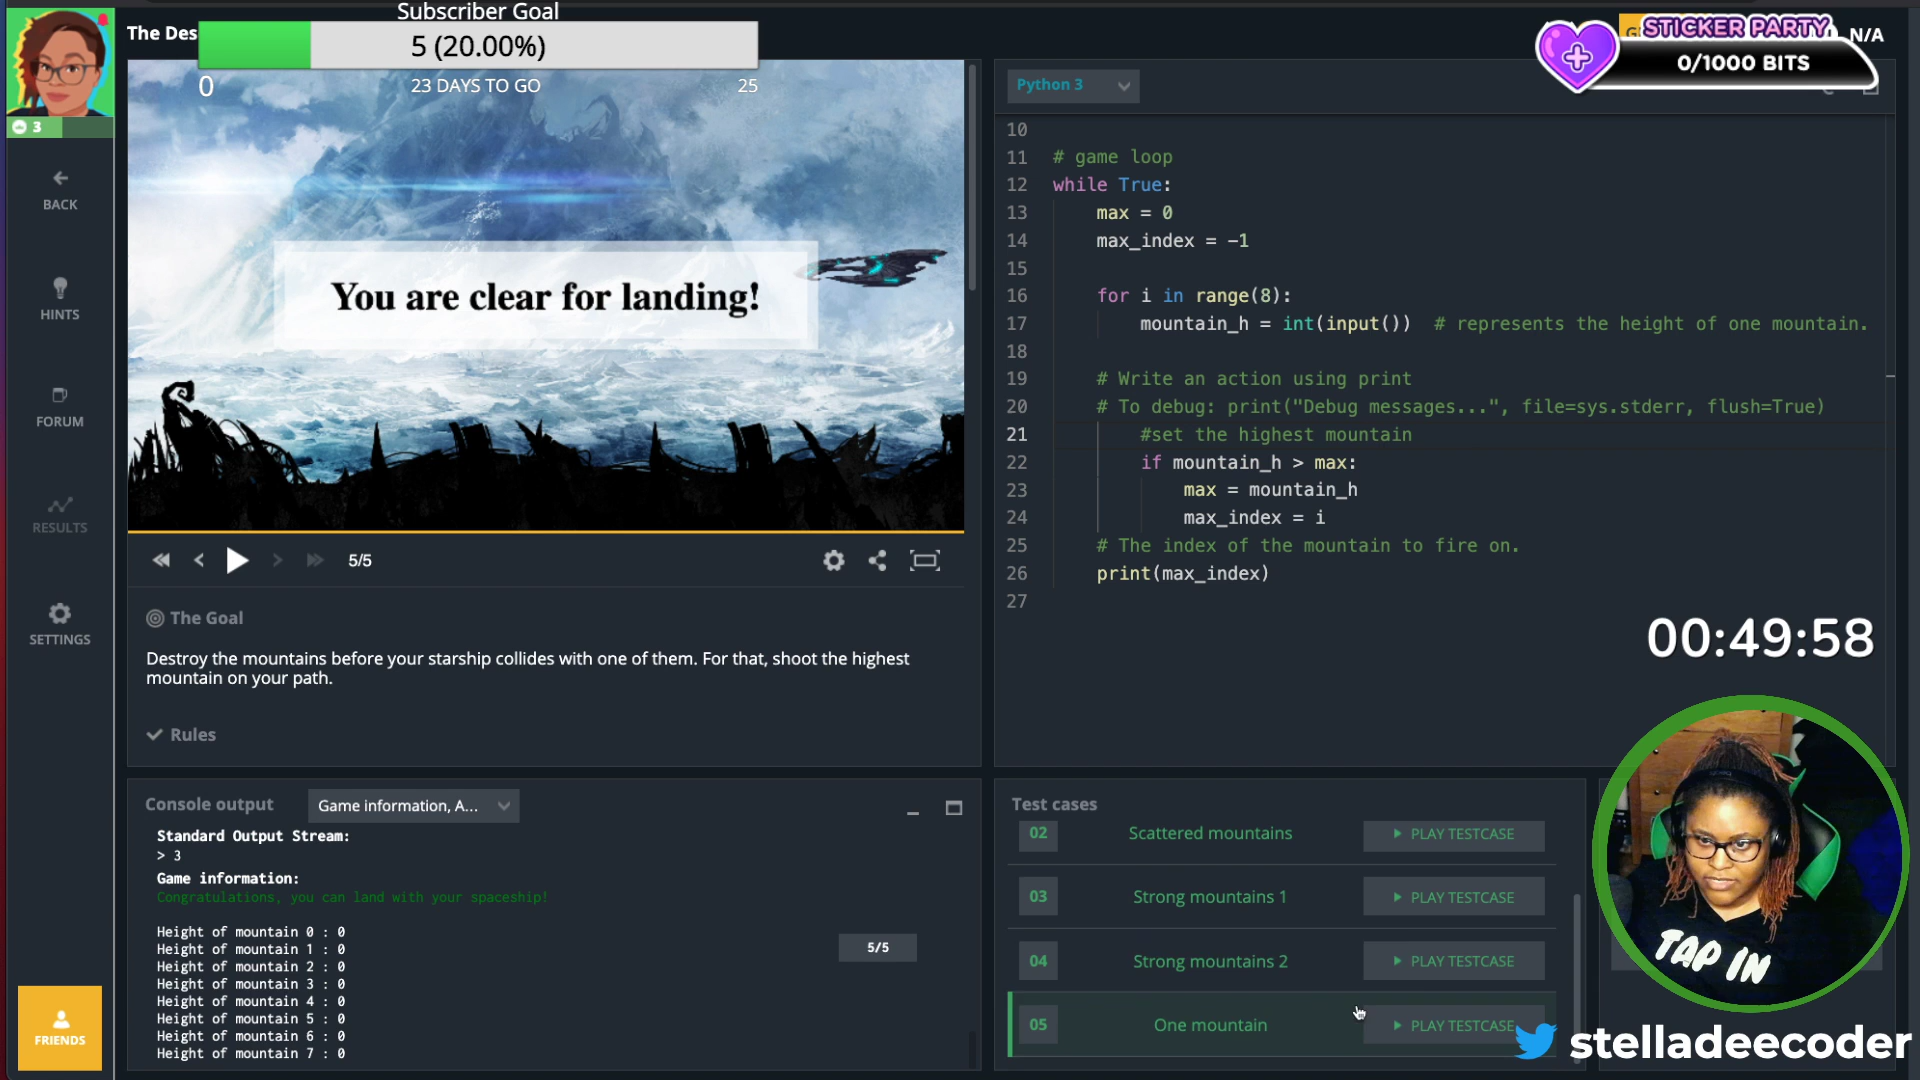 Subscriber Goal
The Des
5 (20.00%)
0
23 DAYS TO GO
25
STICKER PARTY
0/1000 BITS
N/A
3
BACK
HINTS
FORUM
RESULTS
SETTINGS
FRIENDS
You are clear for landing!
5/5
The Goal
Destroy the mountains before your starship collides with one of them. For that, shoot the highest
mountain on your path.
Rules
Console output
Game information, A...
Standard Output Stream:
> 3
Game information:
Congratulations, you can land with your spaceship!
Height of mountain 0 : 0
Height of mountain 1 : 0
Height of mountain 2 : 0
Height of mountain 3 : 0
Height of mountain 4 : 0
Height of mountain 5 : 0
Height of mountain 6 : 0
Height of mountain 7 : 0
5/5
Python 3
10
11 # game loop
12 while True:
13 max = 0
14 max_index = -1
15
16 for i in range(8):
17 mountain_h = int(input()) # represents the height of one mountain.
18
19 # Write an action using print
20 # To debug: print("Debug messages...", file=sys.stderr, flush=True)
21 #set the highest mountain
22 if mountain_h > max:
23 max = mountain_h
24 max_index = i
25 # The index of the mountain to fire on.
26 print(max_index)
27
00:49:58
Test cases
02 Scattered mountains PLAY TESTCASE
03 Strong mountains 1 PLAY TESTCASE
04 Strong mountains 2 PLAY TESTCASE
05 One mountain PLAY TESTCASE
TAP IN
stelladeecoder